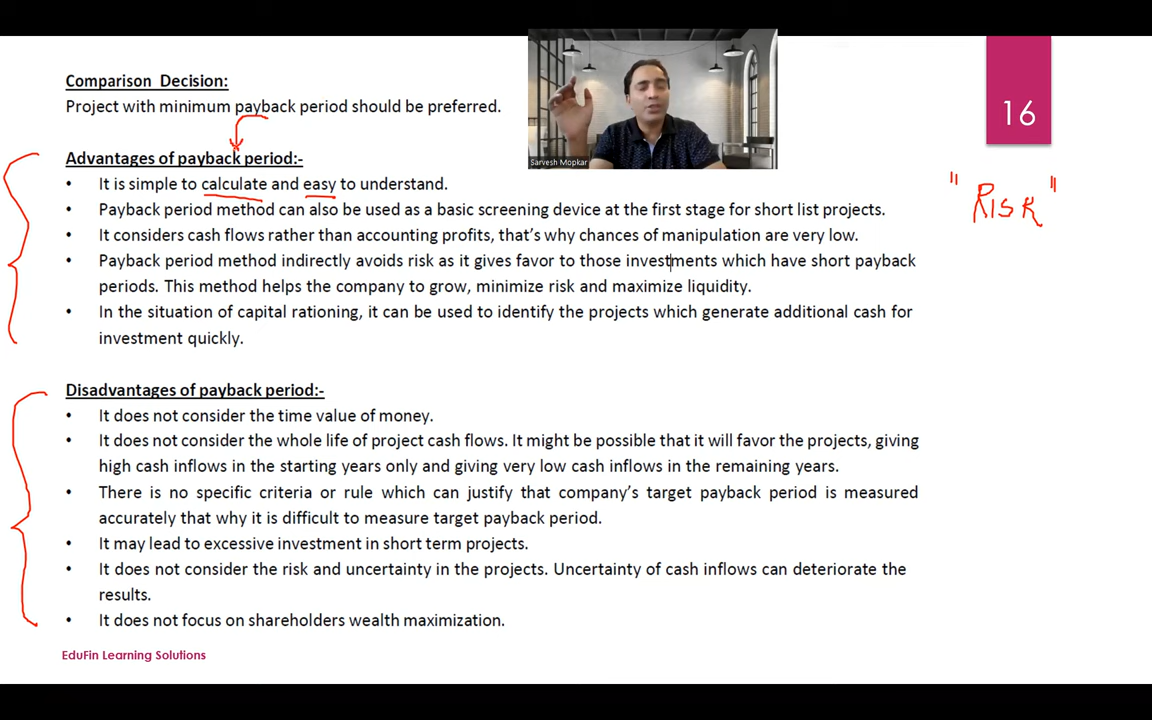 Comparison Decision:
Project with minimum payback period should be preferred.
16
Advantages of payback period:-
Sarvesh Mopkar
• It is simple to calculate and easy to understand.
" RISK "
• Payback period method can also be used as a basic screening device at the first stage for short list projects.
• It considers cash flows rather than accounting profits, that's why chances of manipulation are very low.
• Payback period method indirectly avoids risk as it gives favor to those investments which have short payback
periods. This method helps the company to grow, minimize risk and maximize liquidity.
• In the situation of capital rationing, it can be used to identify the projects which generate additional cash for
investment quickly.
Disadvantages of payback period:-
• It does not consider the time value of money.
• It does not consider the whole life of project cash flows. It might be possible that it will favor the projects, giving
high cash inflows in the starting years only and giving very low cash inflows in the remaining years.
• There is no specific criteria or rule which can justify that company's target payback period is measured
accurately that why it is difficult to measure target payback period.
• It may lead to excessive investment in short term projects.
• It does not consider the risk and uncertainty in the projects. Uncertainty of cash inflows can deteriorate the
results.
• It does not focus on shareholders wealth maximization.
EduFin Learning Solutions